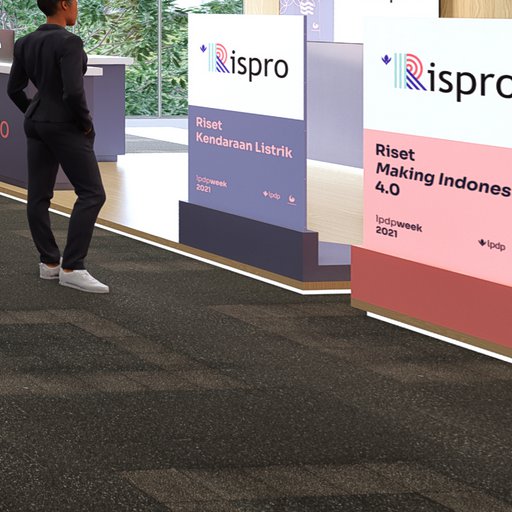 Rispro
Riset
Kendaraan Listrik
lpdpweek
2021
lpdp
Rispro
Riset
Making Indones
4.0
lpdpweek
2021
lpdp